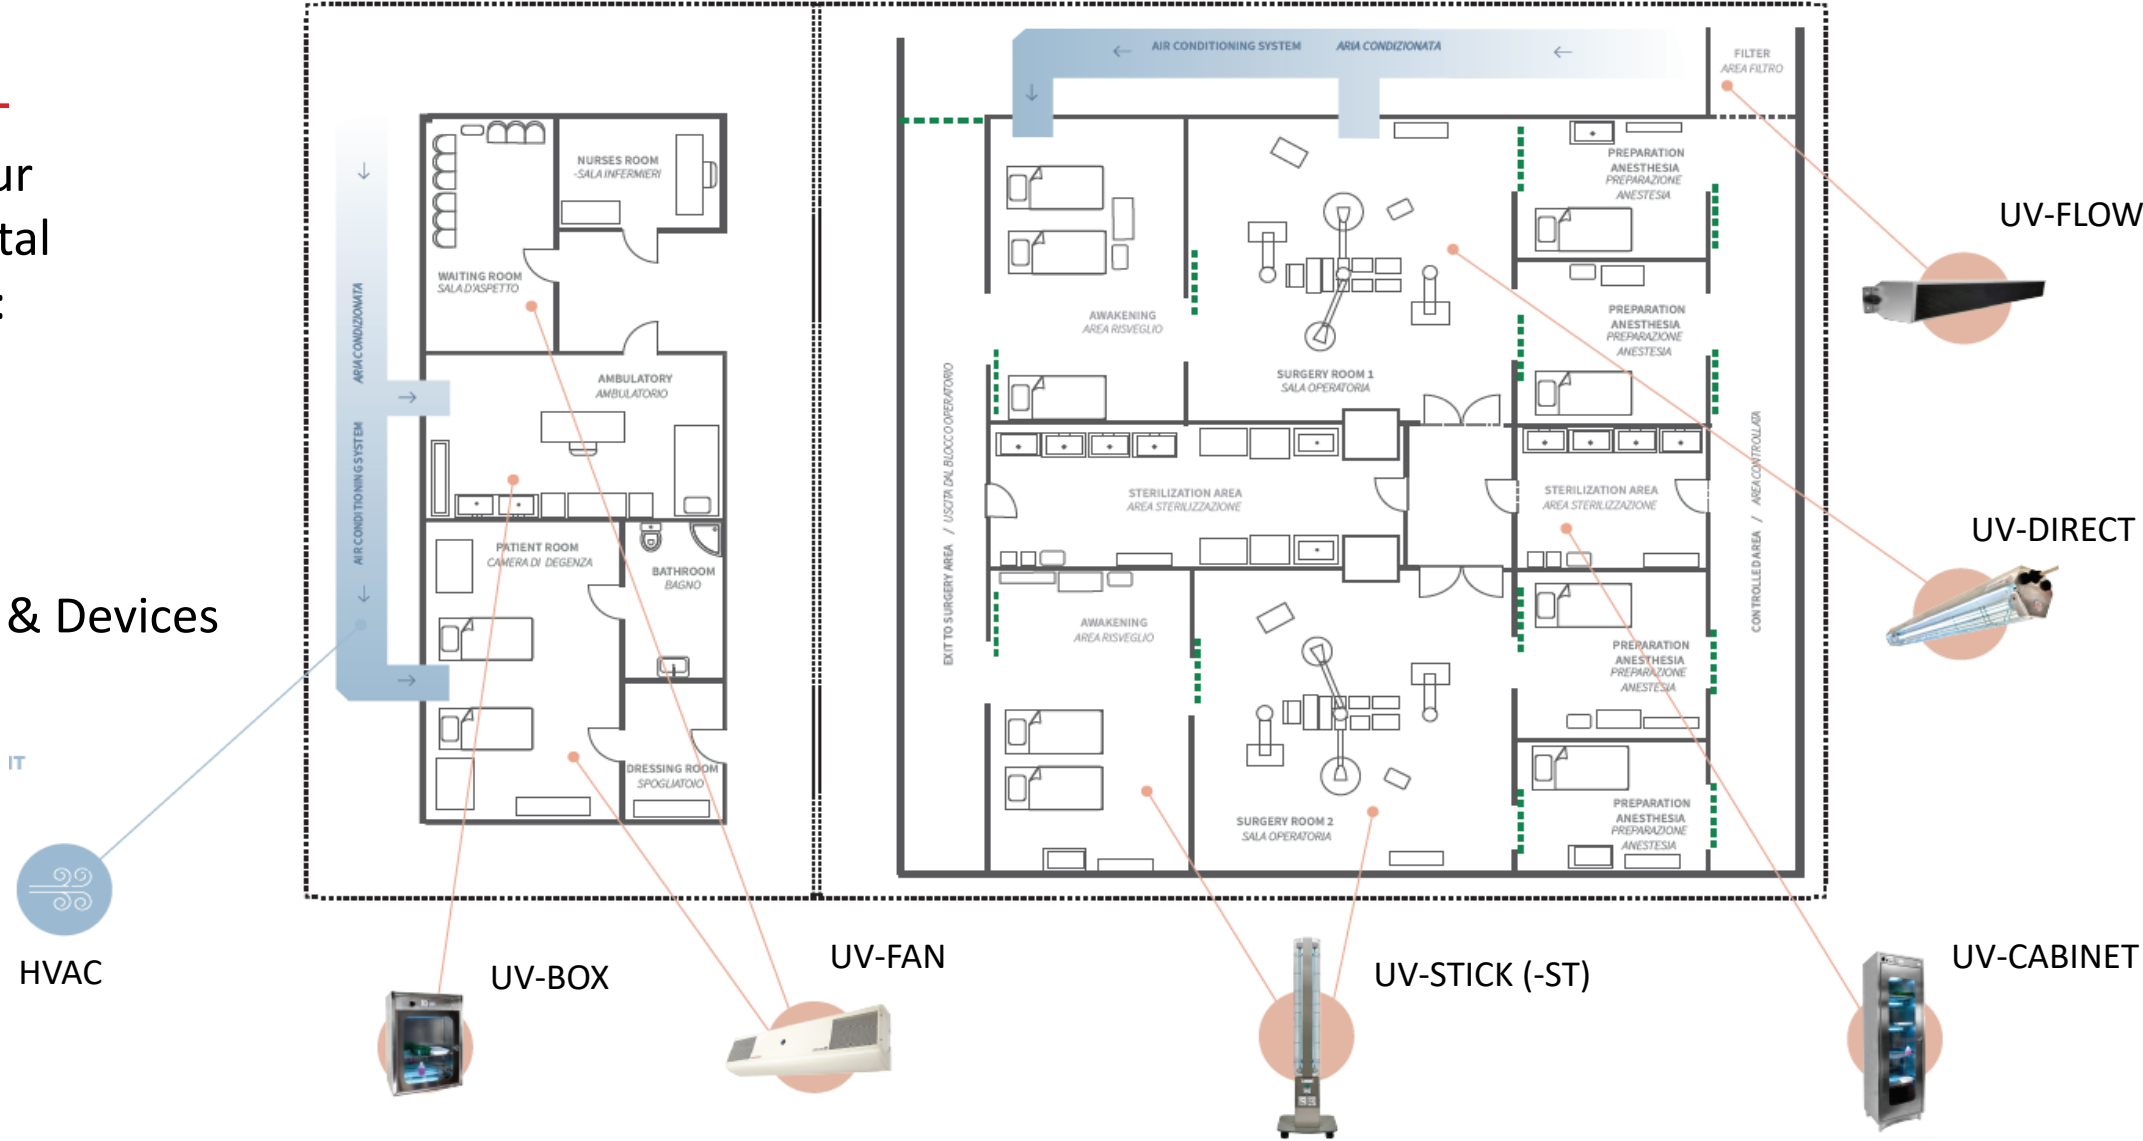 ur
tal
:
& Devices
IT
HVAC
AIR CONDITIONING SYSTEM
ARIA CONDIZIONATA
WAITING ROOM
SALA D'ASPETTO
NURSES ROOM
-SALA INFERMIERI
AMBULATORY
AMBULATORIO
PATIENT ROOM
CAMERA DI DEGENZA
BATHROOM
BAGNO
DRESSING ROOM
SPOGLIATOIO
AIR CONDITIONING SYSTEM ARIA CONDIZIONATA
FILTER
AREA FILTRO
EXIT TO SURGERY AREA / USCITA DAL BLOCCO OPERATORIO
AWAKENING
AREA RISVEGLIO
SURGERY ROOM 1
SALA OPERATORIA
PREPARATION
ANESTHESIA
PREPARAZIONE
ANESTESIA
PREPARATION
ANESTHESIA
PREPARAZIONE
ANESTESIA
STERILIZATION AREA
AREA STERILIZZAZIONE
STERILIZATION AREA
AREA STERILIZZAZIONE
CONTROLLED AREA / AREA CONTROLLATA
AWAKENING
AREA RISVEGLIO
SURGERY ROOM 2
SALA OPERATORIA
PREPARATION
ANESTHESIA
PREPARAZIONE
ANESTESIA
PREPARATION
ANESTHESIA
PREPARAZIONE
ANESTESIA
UV-FLOW
UV-DIRECT
UV-BOX
UV-FAN
UV-STICK (-ST)
UV-CABINET